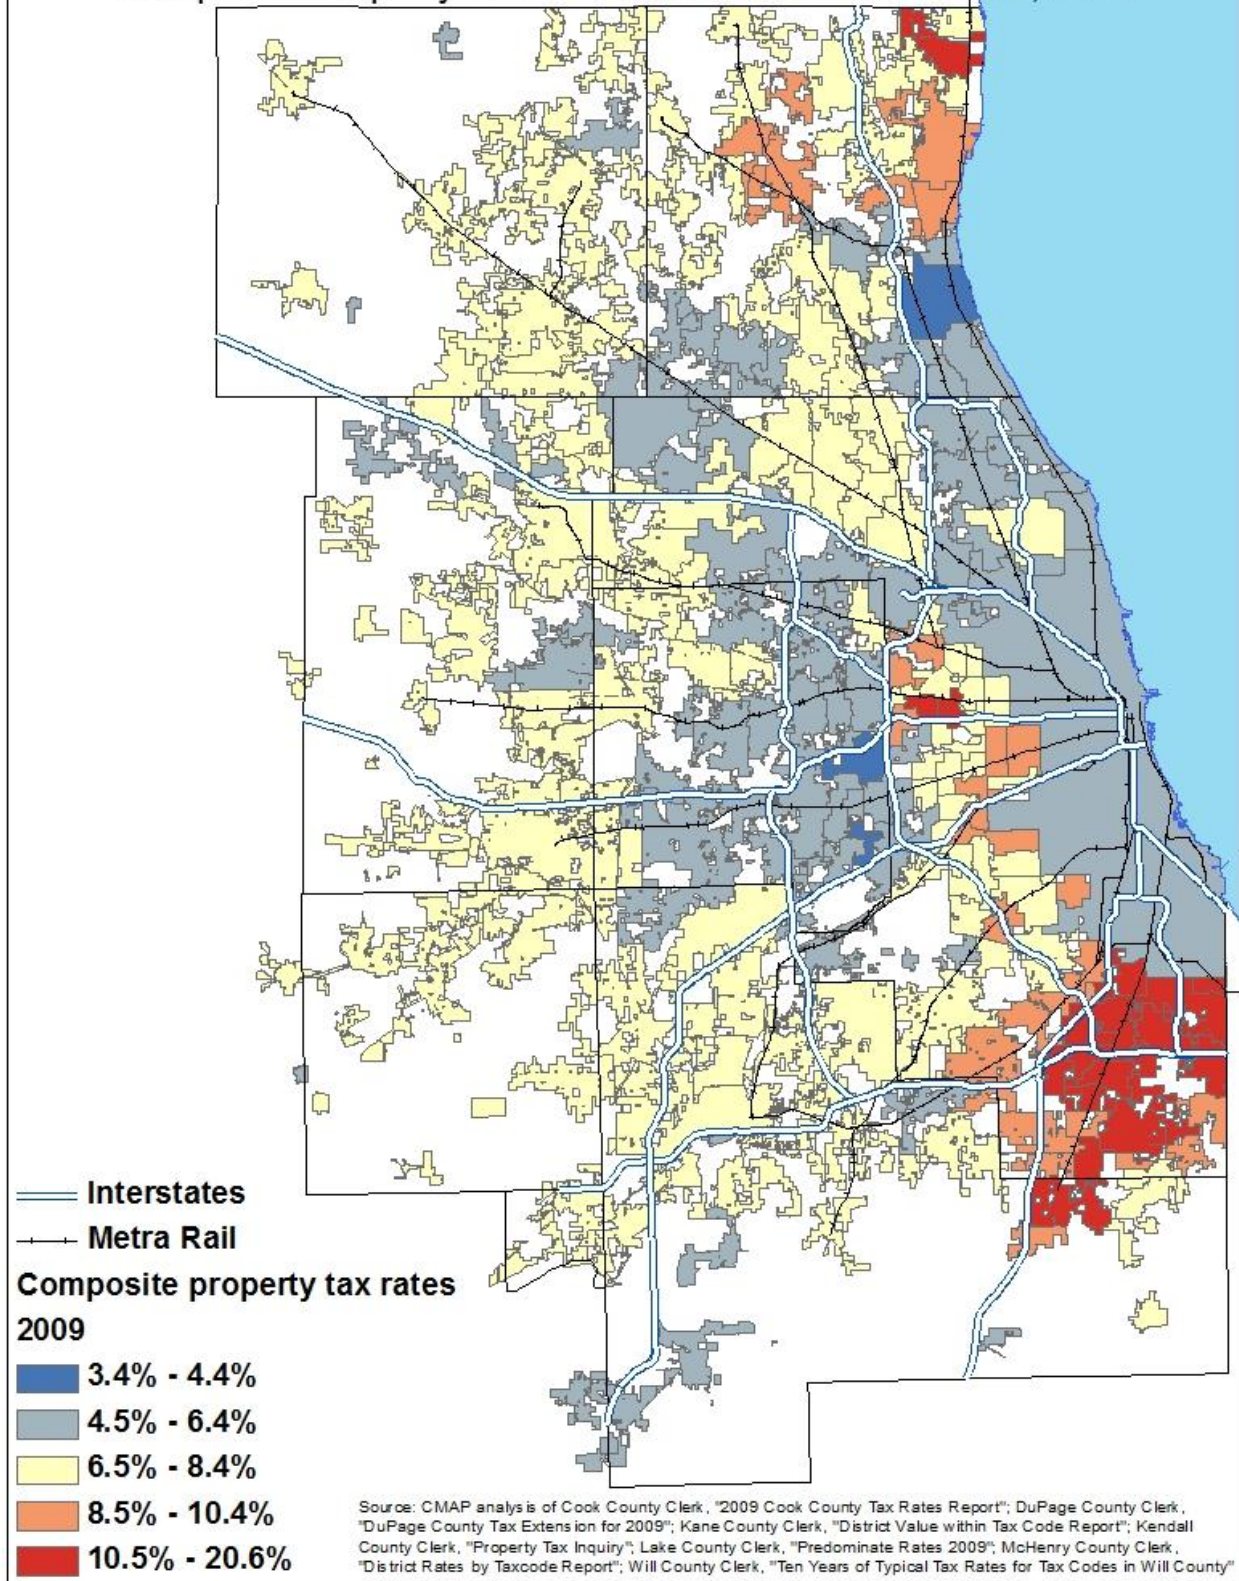 Interstates
Metra Rail
Composite property tax rates
2009
3.4% - 4.4%
4.5% - 6.4%
6.5% - 8.4%
8.5% - 10.4%
10.5% - 20.6%
Source: CMAP analysis of Cook County Clerk, "2009 Cook County Tax Rates Report"; DuPage County Clerk,
"DuPage County Tax Extension for 2009"; Kane County Clerk, "District Value within Tax Code Report"; Kendall
County Clerk, "Property Tax Inquiry"; Lake County Clerk, "Predominate Rates 2009"; McHenry County Clerk,
"District Rates by Taxcode Report"; Will County Clerk, "Ten Years of Typical Tax Rates for Tax Codes in Will County"